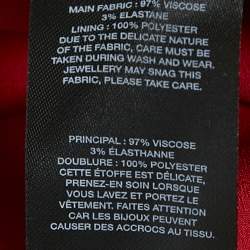 MAIN FABRIC: 97% VISCOSE
3% ELASTANE
LINING : 100% POLYESTER
DUE TO THE DELICATE NATURE
OF THE FABRIC, CARE MUST BE
TAKEN DURING WASH AND WEAR.
JEWELLERY MAY SNAG THIS
FABRIC, PLEASE TAKE CARE.
PRINCIPAL : 97% VISCOSE
3% ÉLASTHANNE
DOUBLURE : 100% POLYESTER
CETTE ÉTOFFE EST DÉLICATE,
PRENEZ-EN SOIN LORSQUE
VOUS LAVEZ ET PORTEZ LE
VÊTEMENT. FAITES ATTENTION
CAR LES BIJOUX PEUVENT
CAUSER DES ACCROCS AU TISSU.